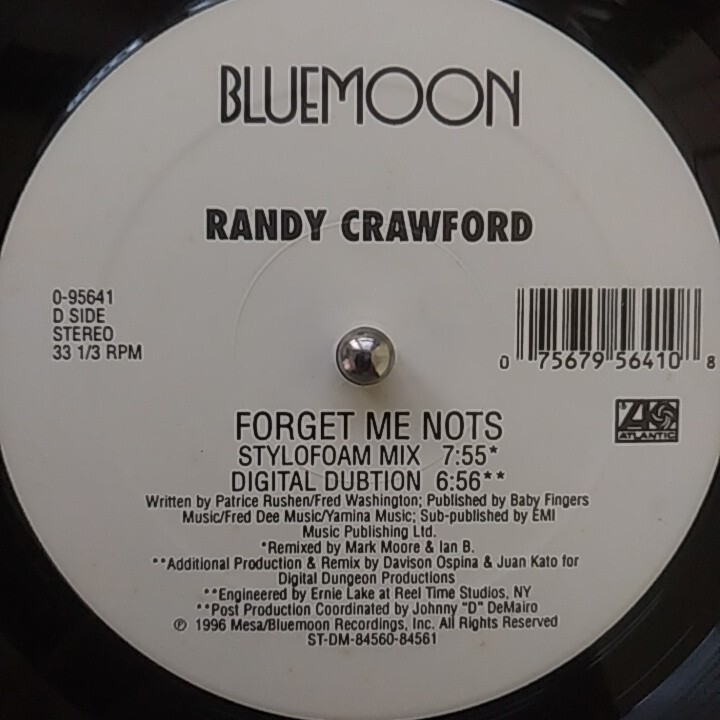 BLUEMOON
RANDY CRAWFORD
0-95641
D SIDE
STEREO
33 1/3 RPM
0 75679 56410 8
ATLANTIC
FORGET ME NOTS
STYLOFOAM MIX 7:55*
DIGITAL DUBTION 6:56**
Written by Patrice Rushen/Fred Washington; Published by Baby Fingers
Music/Fred Dee Music/Yamina Music; Sub-published by EMI
Music Publishing Ltd.
*Remixed by Mark Moore & Ian B.
**Additional Production & Remix by Davison Ospina & Juan Kato for
Digital Dungeon Productions
**Engineered by Ernie Lake at Reel Time Studios, NY
**Post Production Coordinated by Johnny "D" DeMairo
℗ 1996 Mesa/Bluemoon Recordings, Inc. All Rights Reserved
ST-DM-84560-84561